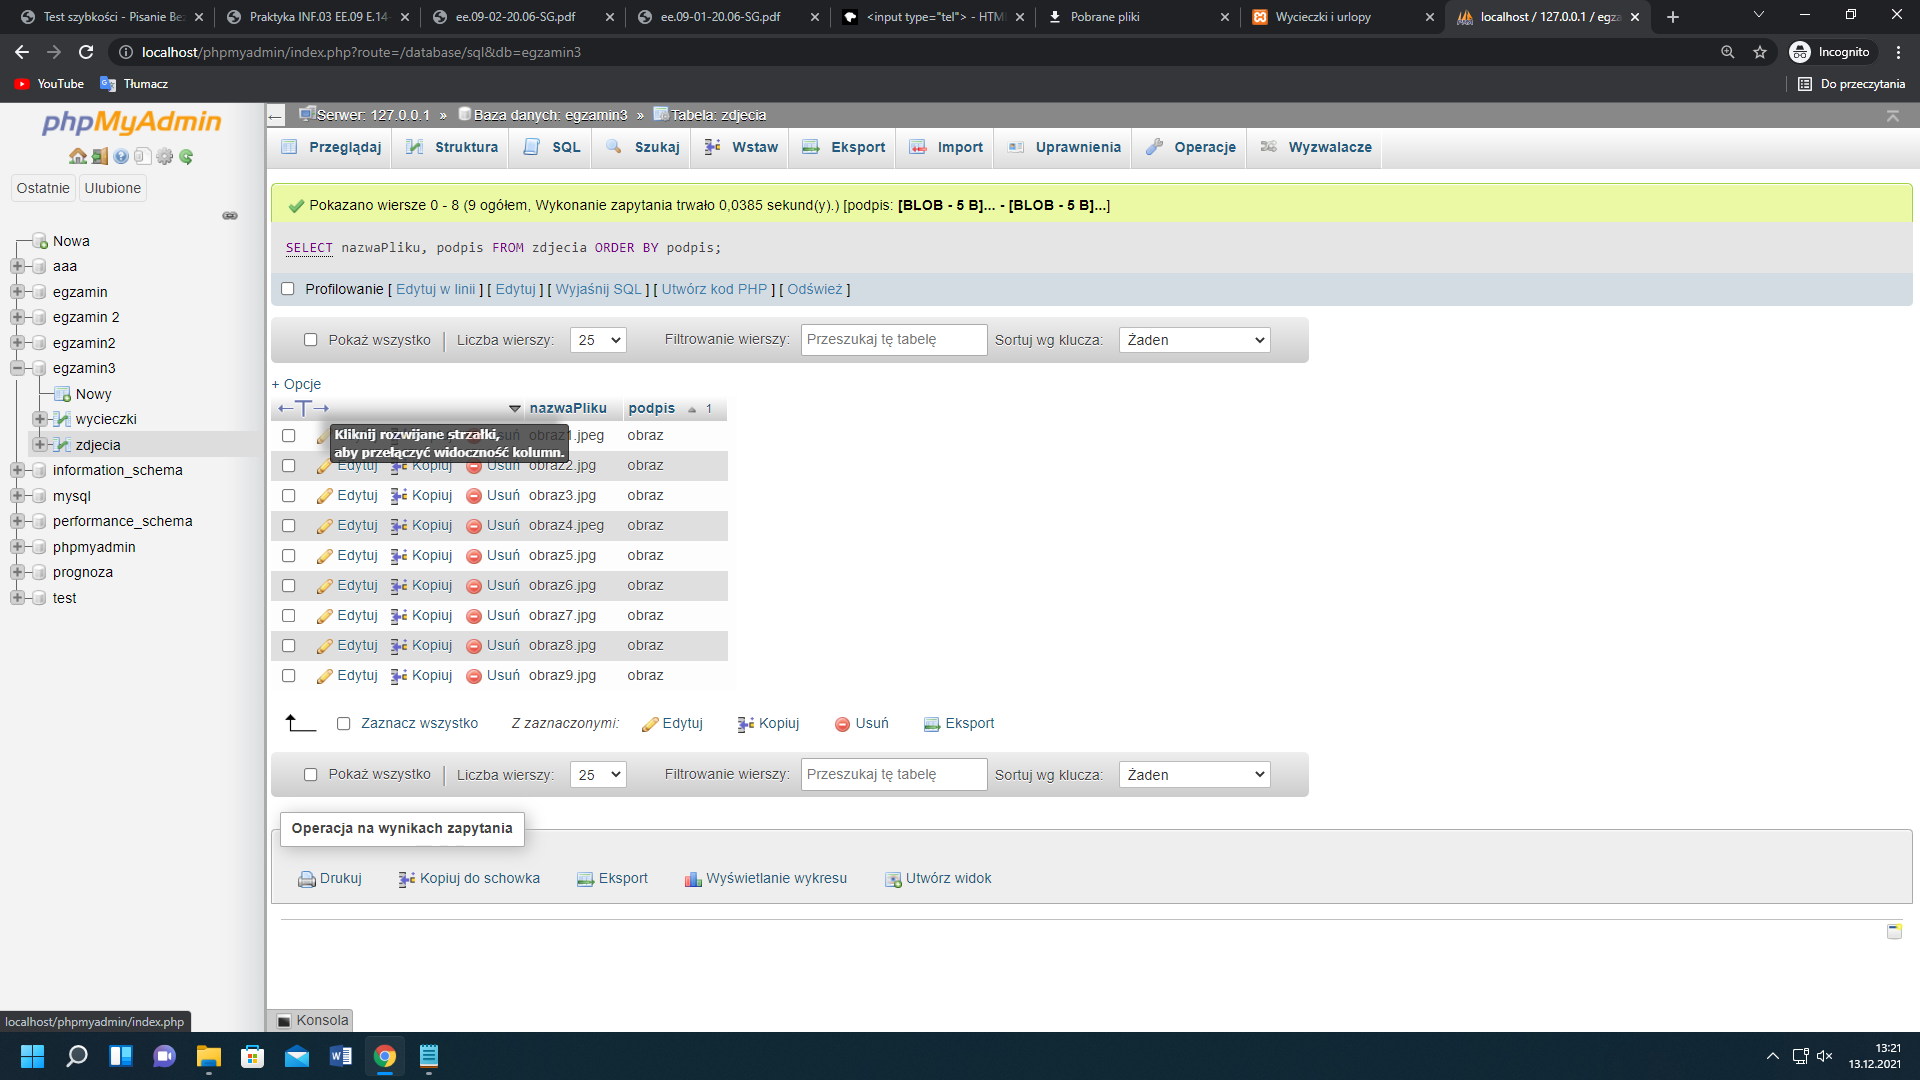 Test szybkości - Pisanie Be
Praktyka INF.03 EE.09 E.14-
ee.09-02-20.06-SG.pdf
ee.09-01-20.06-SG.pdf
<input type="tel"> - HTM
Pobrane pliki
Wycieczki i urlopy
localhost / 127.0.0.1 / egza
localhost/phpmyadmin/index.php?route=/database/sql&db=egzamin3
Incognito
YouTube
Tłumacz
Do przeczytania
phpMyAdmin
Ostatnie Ulubione
Nowa
aaa
egzamin
egzamin 2
egzamin2
egzamin3
Nowy
wycieczki
zdjecia
information_schema
mysql
performance_schema
phpmyadmin
prognoza
test
localhost/phpmyadmin/index.php
Serwer: 127.0.0.1 » Baza danych: egzamin3 » Tabela: zdjecia
Przeglądaj Struktura SQL Szukaj Wstaw Eksport Import Uprawnienia Operacje Wyzwalacze
Pokazano wiersze 0 - 8 (9 ogółem, Wykonanie zapytania trwało 0,0385 sekund(y).) [podpis: [BLOB - 5 B]... - [BLOB - 5 B]...]
SELECT nazwaPliku, podpis FROM zdjecia ORDER BY podpis;
Profilowanie [ Edytuj w linii ] [ Edytuj ] [ Wyjaśnij SQL ] [ Utwórz kod PHP ] [ Odśwież ]
Pokaż wszystko Liczba wierszy: 25 Filtrowanie wierszy: Przeszukaj tę tabelę Sortuj wg klucza: Żaden
+ Opcje
←T→ nazwaPliku podpis 1
Kliknij rozwijane strzałki,
aby przełączyć widoczność kolumn.
Usuń obraz1.jpeg obraz
Edytuj Kopiuj Usuń obraz2.jpg obraz
Edytuj Kopiuj Usuń obraz3.jpg obraz
Edytuj Kopiuj Usuń obraz4.jpeg obraz
Edytuj Kopiuj Usuń obraz5.jpg obraz
Edytuj Kopiuj Usuń obraz6.jpg obraz
Edytuj Kopiuj Usuń obraz7.jpg obraz
Edytuj Kopiuj Usuń obraz8.jpg obraz
Edytuj Kopiuj Usuń obraz9.jpg obraz
Zaznacz wszystko Z zaznaczonymi: Edytuj Kopiuj Usuń Eksport
Pokaż wszystko Liczba wierszy: 25 Filtrowanie wierszy: Przeszukaj tę tabelę Sortuj wg klucza: Żaden
Operacja na wynikach zapytania
Drukuj Kopiuj do schowka Eksport Wyświetlanie wykresu Utwórz widok
Konsola
13:21
13.12.2021